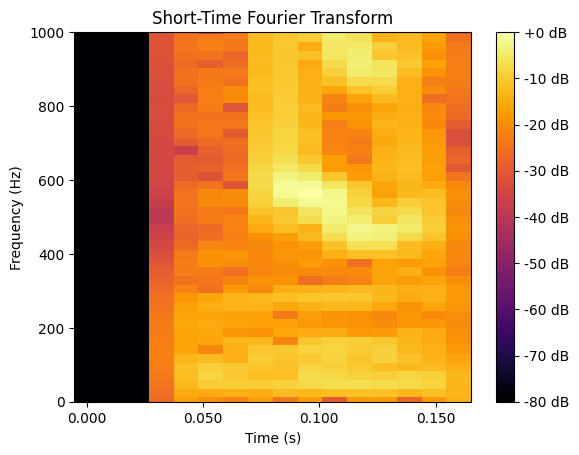 Short-Time Fourier Transform
1000
800
600
400
200
0
Frequency (Hz)
0.000
0.050
0.100
0.150
Time (s)
+0 dB
-10 dB
-20 dB
-30 dB
-40 dB
-50 dB
-60 dB
-70 dB
-80 dB